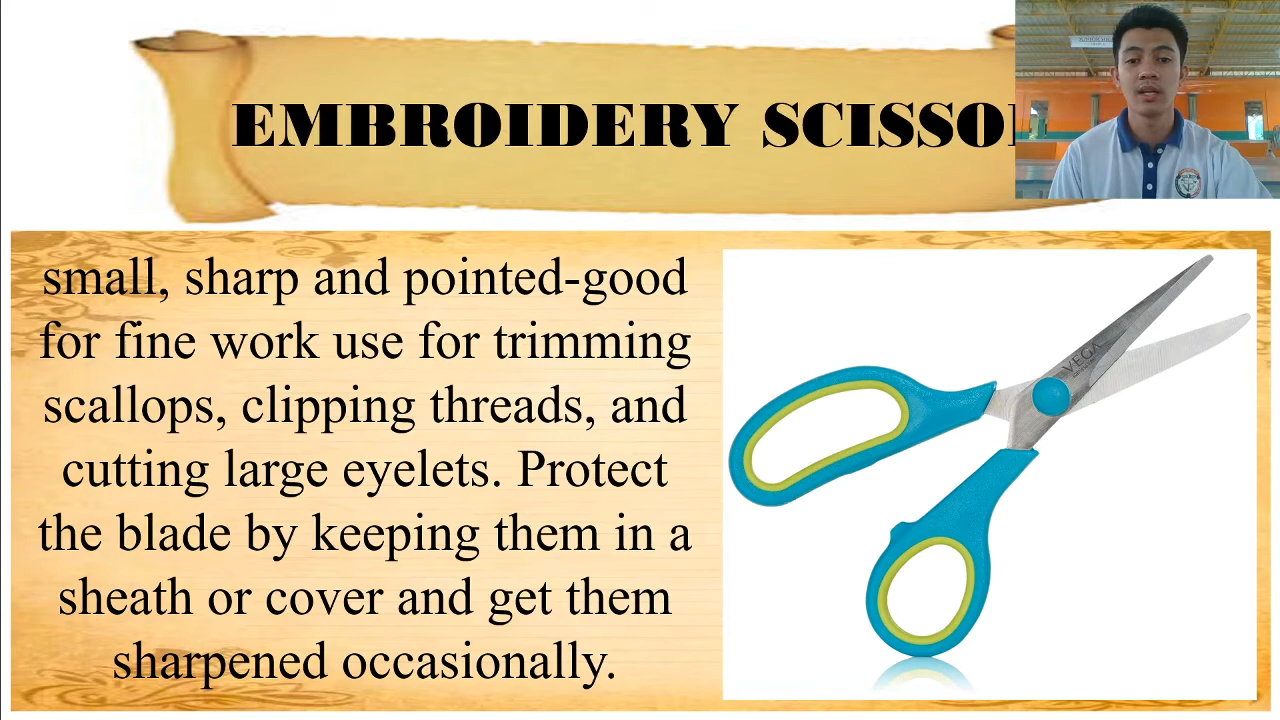 EMBROIDERY SCISSO
small, sharp and pointed-good
for fine work use for trimming
scallops, clipping threads, and
cutting large eyelets. Protect
the blade by keeping them in a
sheath or cover and get them
sharpened occasionally.
VEGA